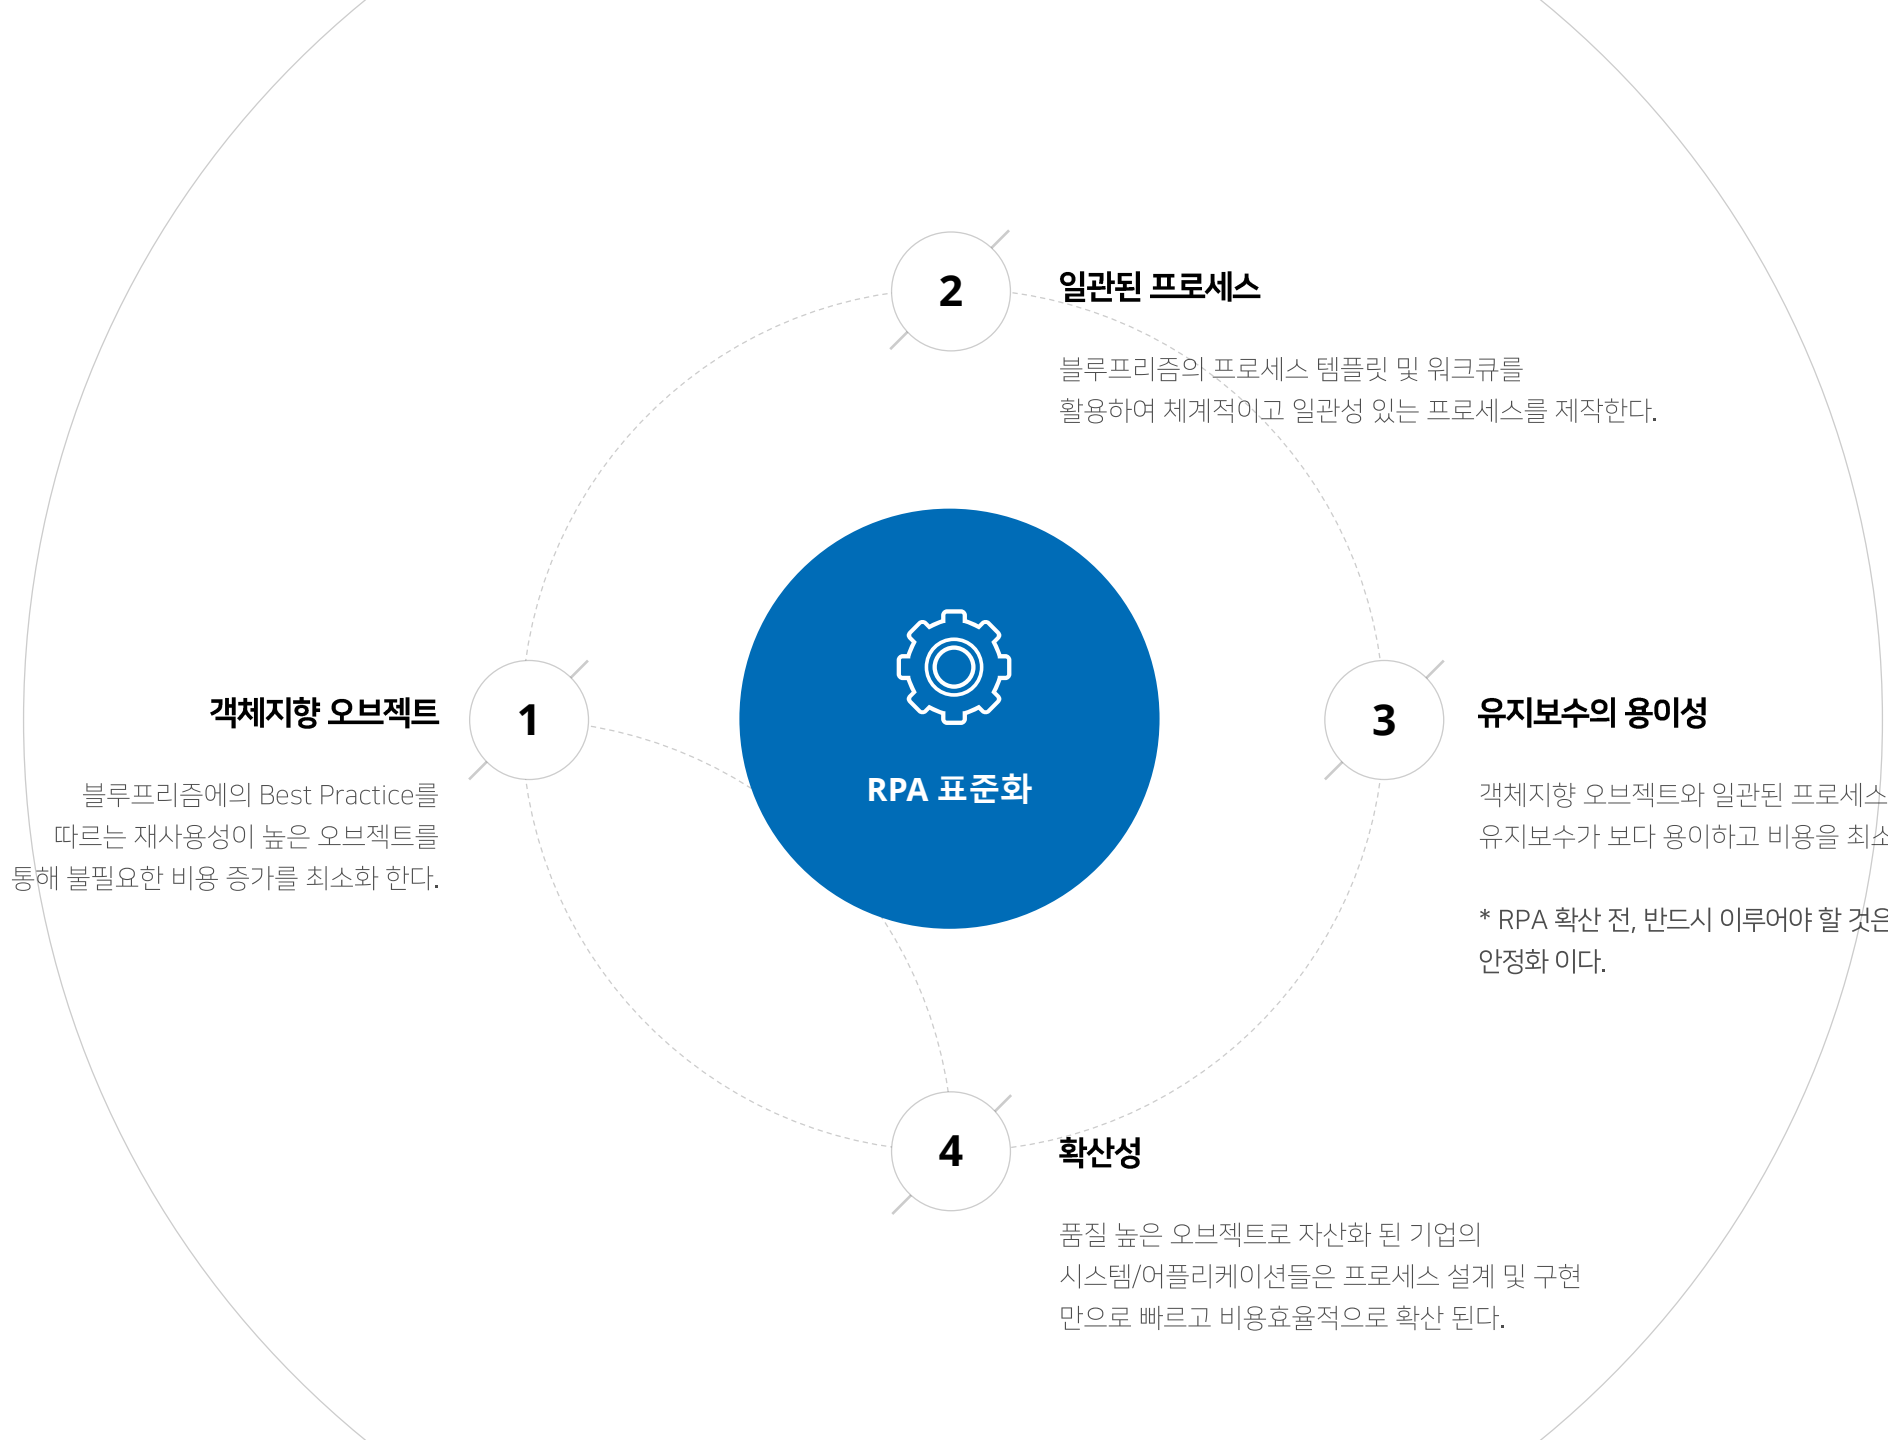 2
일관된 프로세스
블루프리즘의 프로세스 템플릿 및 워크큐를
활용하여 체계적이고 일관성 있는 프로세스를 제작한다.
1
객체지향 오브젝트
블루프리즘에의 Best Practice를
따르는 재사용성이 높은 오브젝트를
통해 불필요한 비용 증가를 최소화 한다.
RPA 표준화
3
유지보수의 용이성
객체지향 오브젝트와 일관된 프로세스
유지보수가 보다 용이하고 비용을 최소
* RPA 확산 전, 반드시 이루어야 할 것은
안정화 이다.
4
확산성
품질 높은 오브젝트로 자산화 된 기업의
시스템/어플리케이션들은 프로세스 설계 및 구현
만으로 빠르고 비용효율적으로 확산 된다.